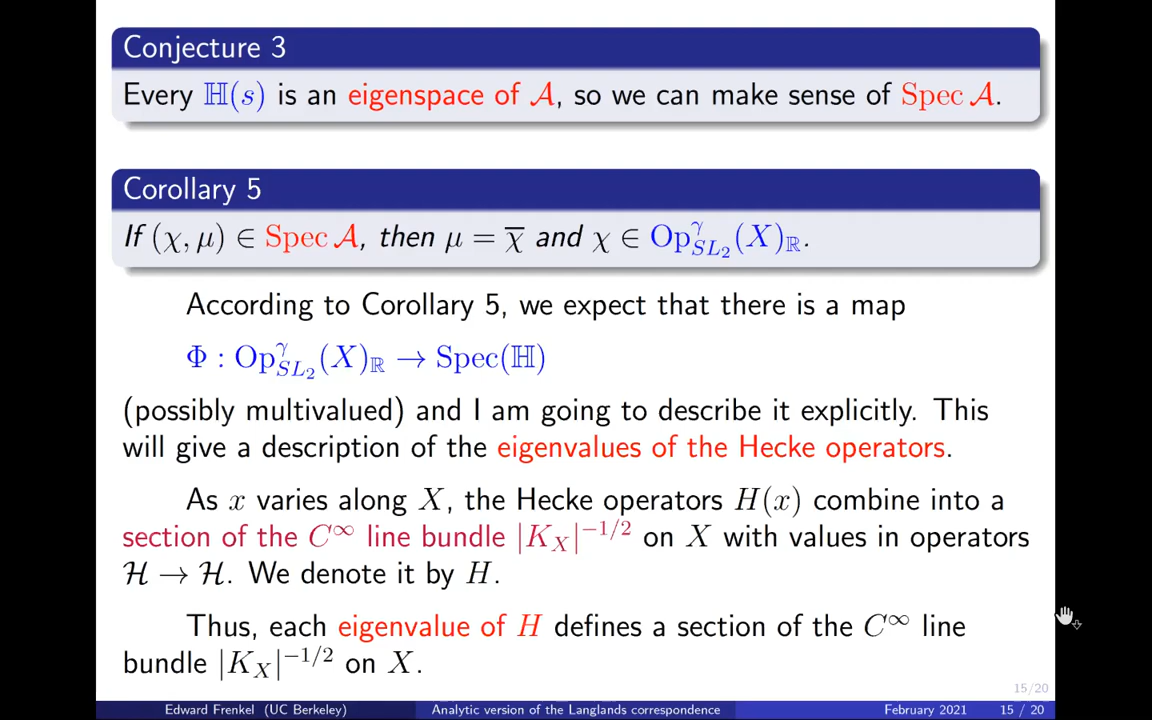 Conjecture 3
Every ℍ(s) is an eigenspace of 𝒜, so we can make sense of Spec 𝒜.
Corollary 5
If (χ, μ) ∈ Spec 𝒜, then μ = χ̅ and χ ∈ Op^γ_{SL_2}(X)_ℝ.
According to Corollary 5, we expect that there is a map
Φ : Op^γ_{SL_2}(X)_ℝ → Spec(ℍ)
(possibly multivalued) and I am going to describe it explicitly. This
will give a description of the eigenvalues of the Hecke operators.
As x varies along X, the Hecke operators H(x) combine into a
section of the C^∞ line bundle |K_X|^{−1/2} on X with values in operators
ℋ → ℋ. We denote it by H.
Thus, each eigenvalue of H defines a section of the C^∞ line
bundle |K_X|^{−1/2} on X.
15/20
Edward Frenkel (UC Berkeley) Analytic version of the Langlands correspondence February 2021 15 / 20